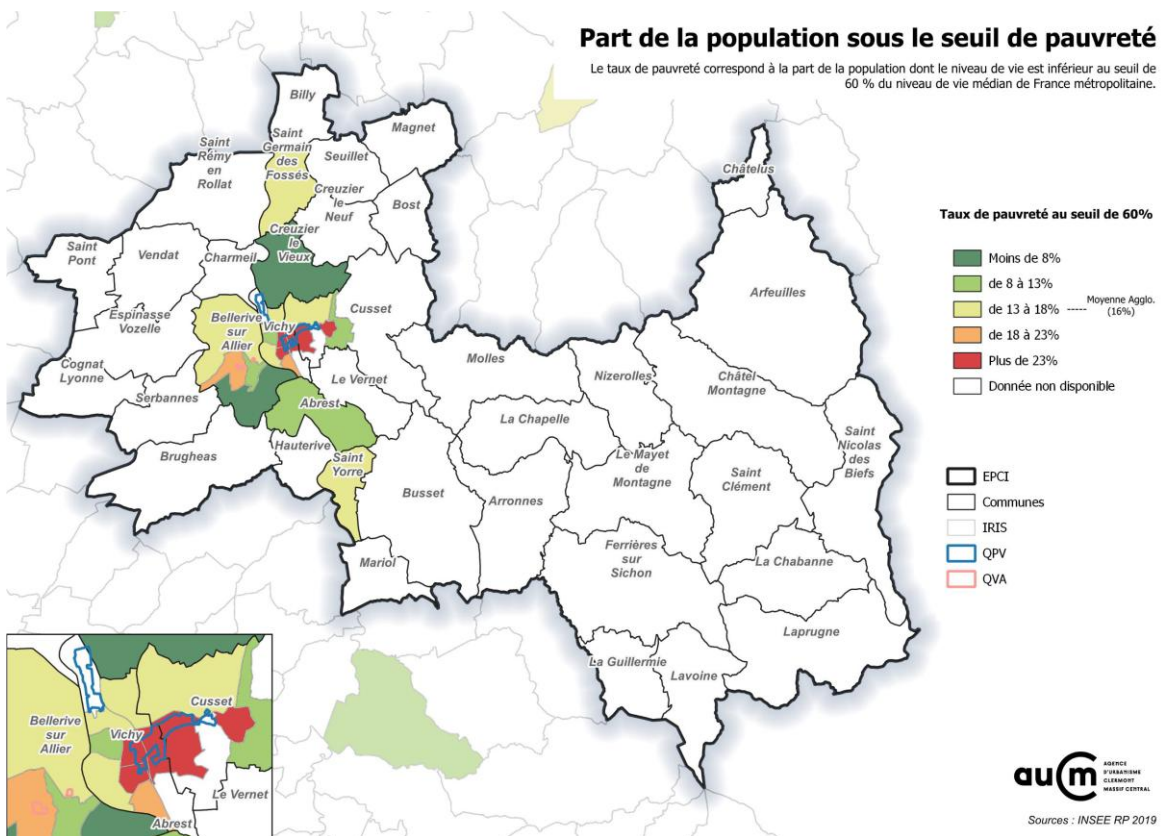 Part de la population sous le seuil de pauvreté
Le taux de pauvreté correspond à la part de la population dont le niveau de vie est inférieur au seuil de
60 % du niveau de vie médian de France métropolitaine.
Billy
Magnet
Saint
Rémy
en
Rollat
Saint
Germain
des
Fossés
Seuillet
Creuzier
le
Neuf
Bost
Châtelus
Saint
Pont
Vendat
Charmeil
Creuzier
le
Vieux
Cusset
Arfeuilles
Espinasse
Vozelle
Bellerive
sur
Allier
Vichy
Molles
Nizerolles
Châtel
Montagne
Cognat
Lyonne
Serbannes
Le Vernet
Abrest
La Chapelle
Saint
Nicolas
des
Biefs
Brugheas
Hauterive
Saint
Yorre
Busset
Arronnes
Le Mayet
de
Montagne
Saint
Clément
Mariol
Ferrières
sur
Sichon
La Chabanne
Laprugne
La Guillermie
Lavoine
Taux de pauvreté au seuil de 60%
Moins de 8%
de 8 à 13%
de 13 à 18% ----- Moyenne Agglo.
(16%)
de 18 à 23%
Plus de 23%
Donnée non disponible
EPCI
Communes
IRIS
QPV
QVA
Bellerive
sur
Allier
Vichy
Cusset
Le Vernet
Abrest
aucm
AGENCE
D'URBANISME
CLERMONT
MASSIF CENTRAL
Sources : INSEE RP 2019